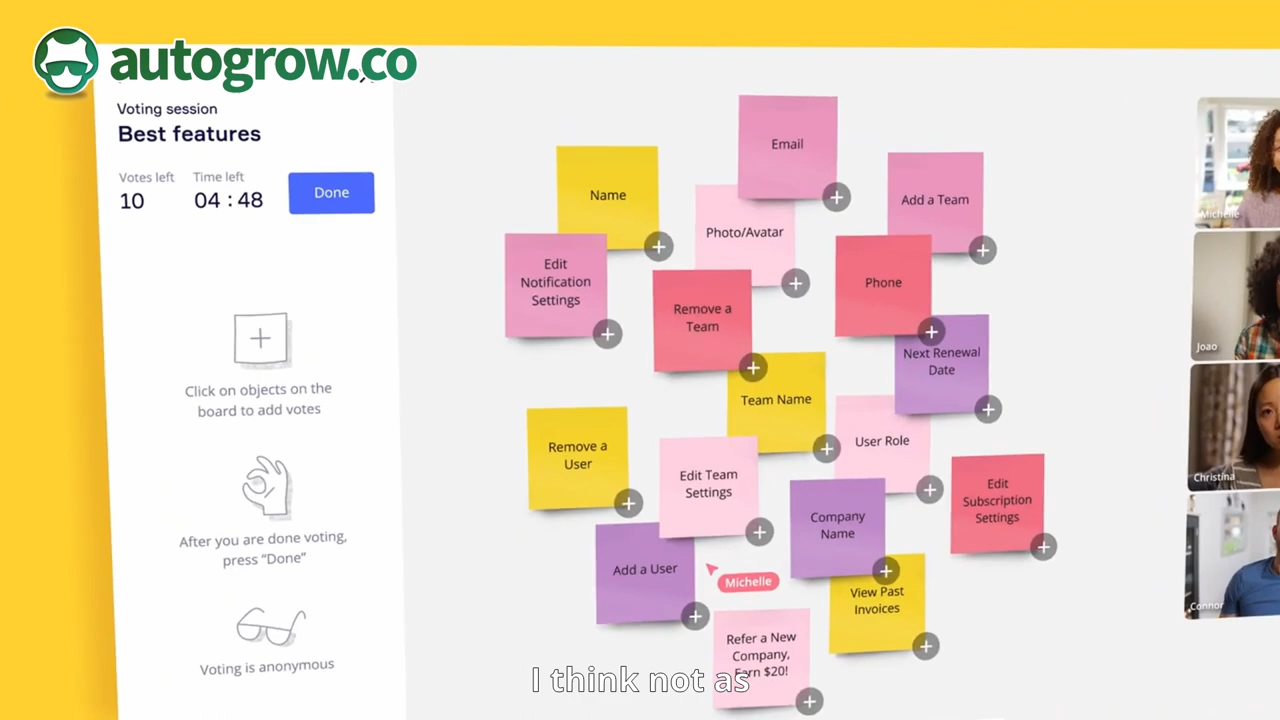 autogrow.co
Voting session
Best features
Votes left
Time left
10
04 : 48
Done
Click on objects on the
board to add votes
After you are done voting,
press “Done”
Voting is anonymous
Email
Name
Add a Team
Photo/Avatar
Edit
Notification
Settings
Phone
Remove a
Team
Next Renewal
Date
Team Name
User Role
Remove a
User
Edit Team
Settings
Edit
Subscription
Settings
Company
Name
Add a User
Michelle
View Past
Invoices
Refer a New
Company,
Earn $20!
Michelle
Joao
Christina
Connor
I think not as